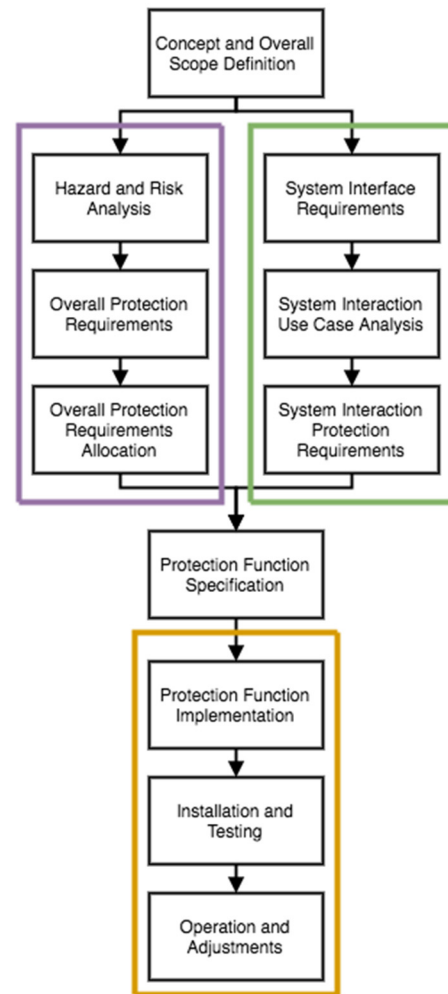 Concept and Overall
Scope Definition
Hazard and Risk
Analysis
Overall Protection
Requirements
Overall Protection
Requirements
Allocation
System Interface
Requirements
System Interaction
Use Case Analysis
System Interaction
Protection
Requirements
Protection Function
Specification
Protection Function
Implementation
Installation and
Testing
Operation and
Adjustments